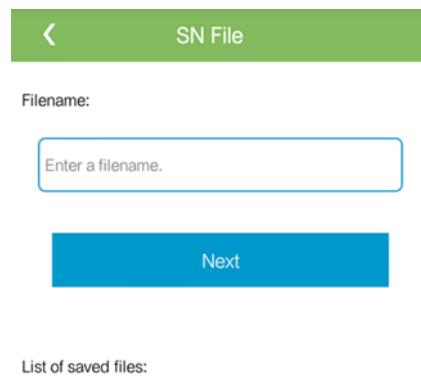 SN File
Filename:
Enter a filename.
Next
List of saved files: